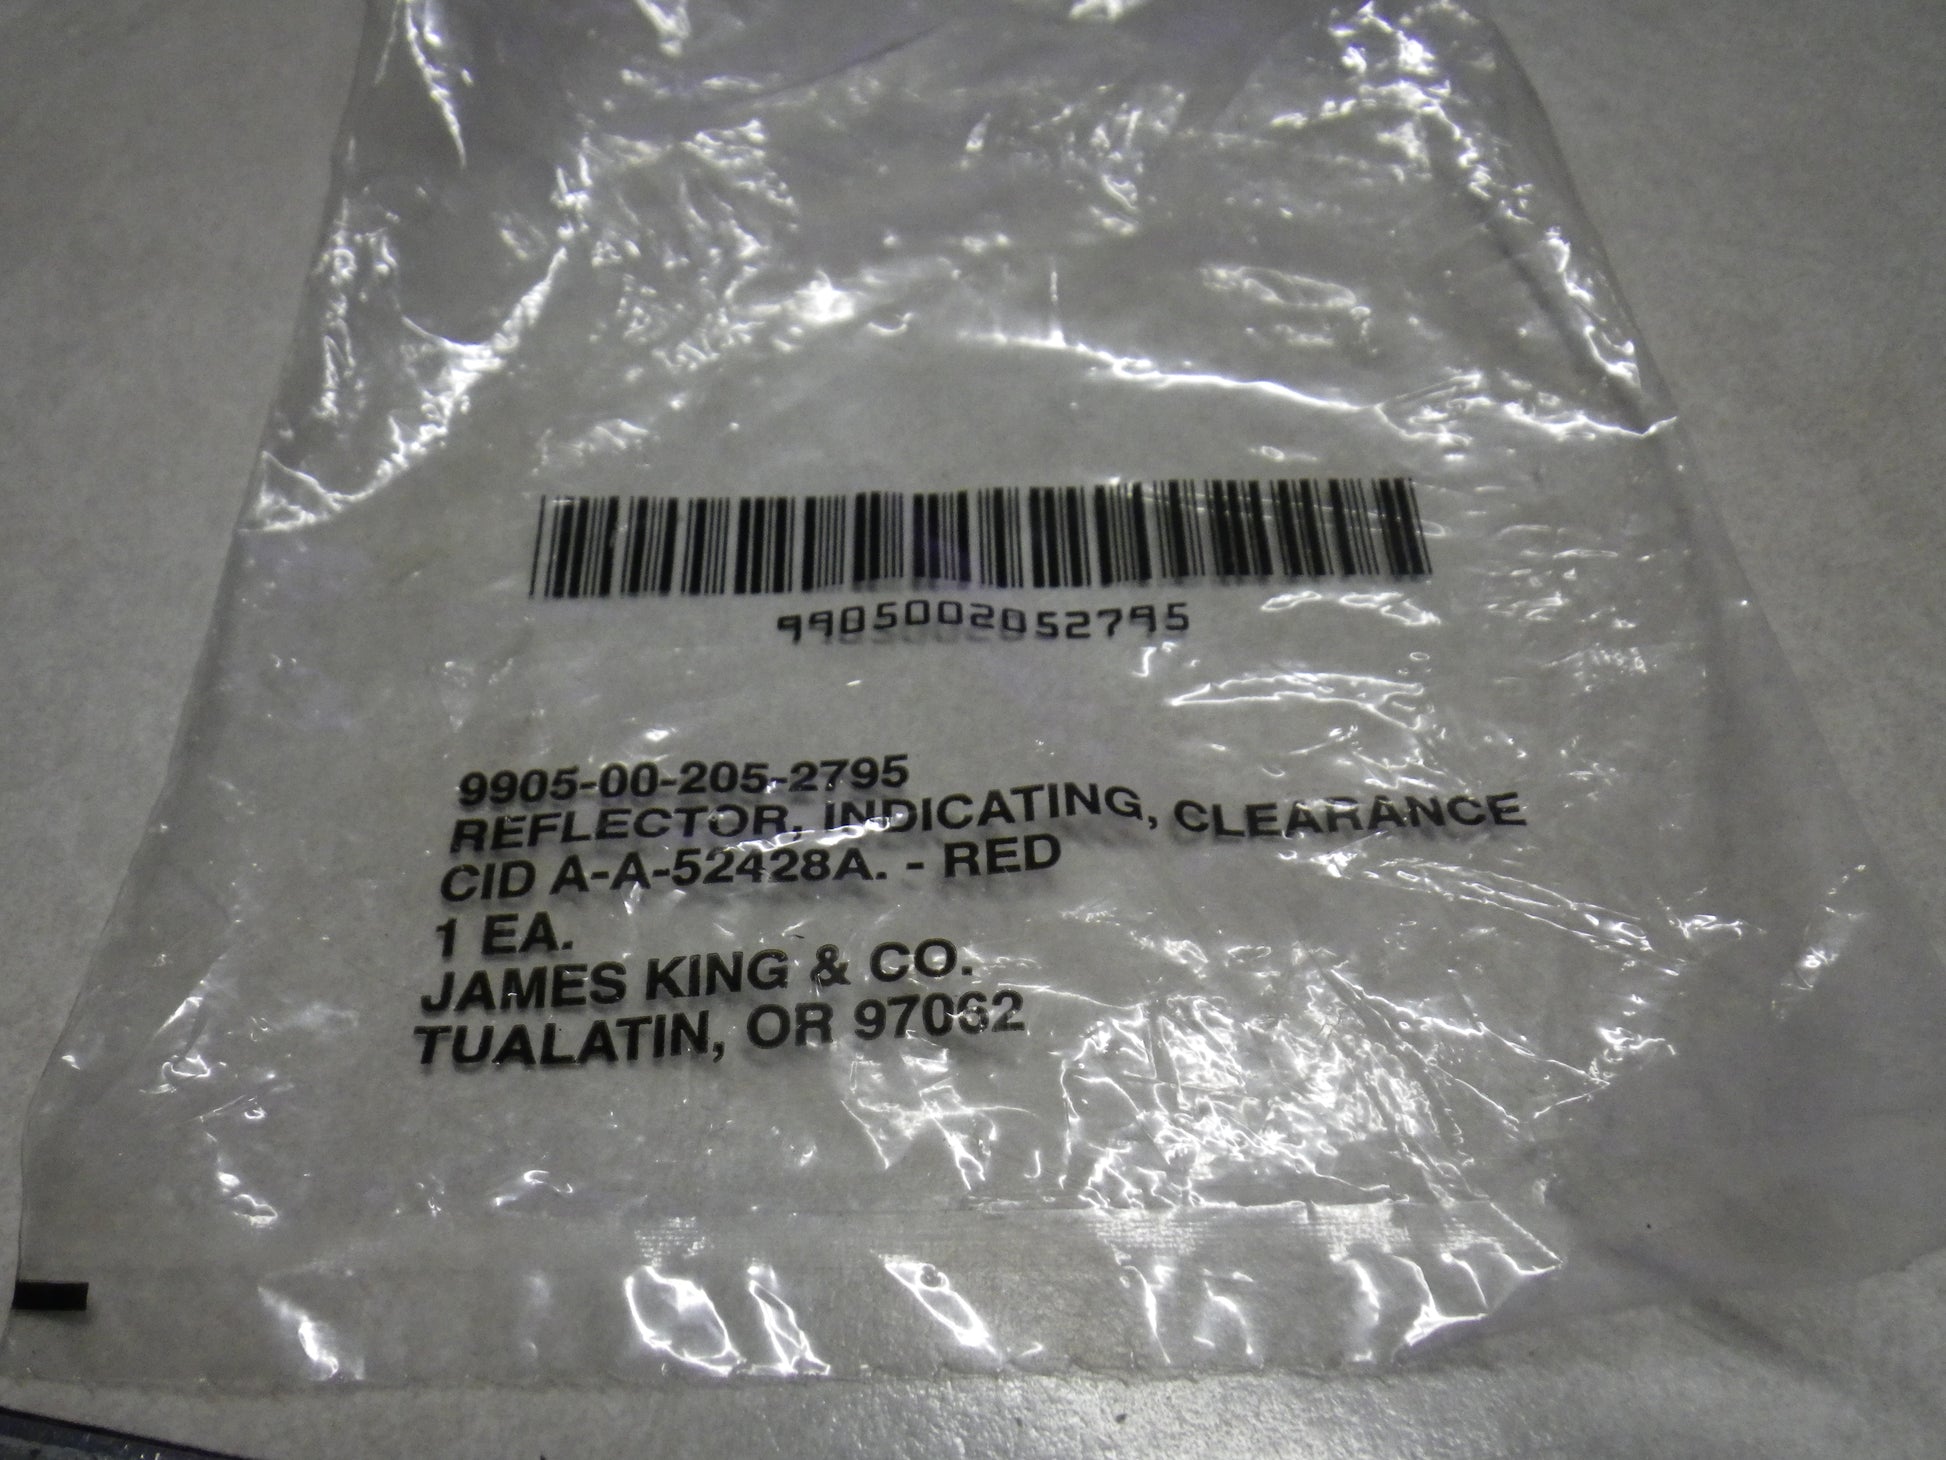 9905002052795
9905-00-205-2795
REFLECTOR, INDICATING, CLEARANCE
CID A-A-52428A. - RED
1 EA.
JAMES KING & CO.
TUALATIN, OR 97062